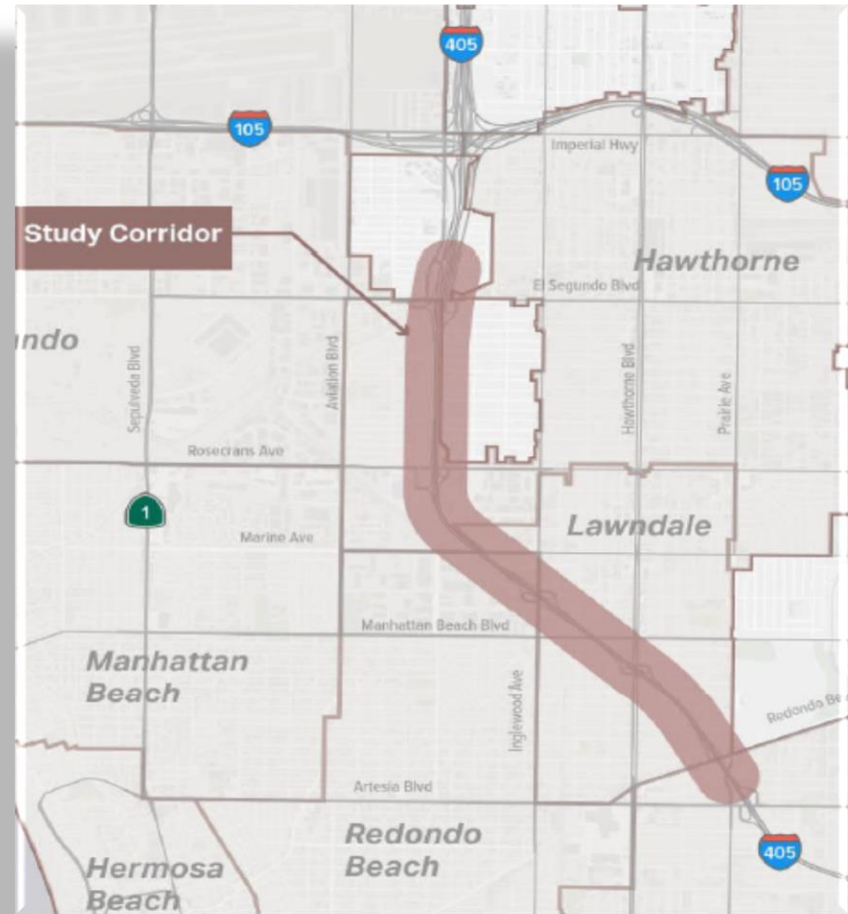 405
105
Imperial Hwy
105
Study Corridor
Hawthorne
El Segundo Blvd
ndo
Sepulveda Blvd
Aviation Blvd
Hawthorne Blvd
Prairie Ave
Rosecrans Ave
1
Lawndale
Marine Ave
Manhattan Beach Blvd
Manhattan
Beach
Inglewood Ave
Redondo Be
Artesia Blvd
Redondo
Beach
405
Hermosa
Beach